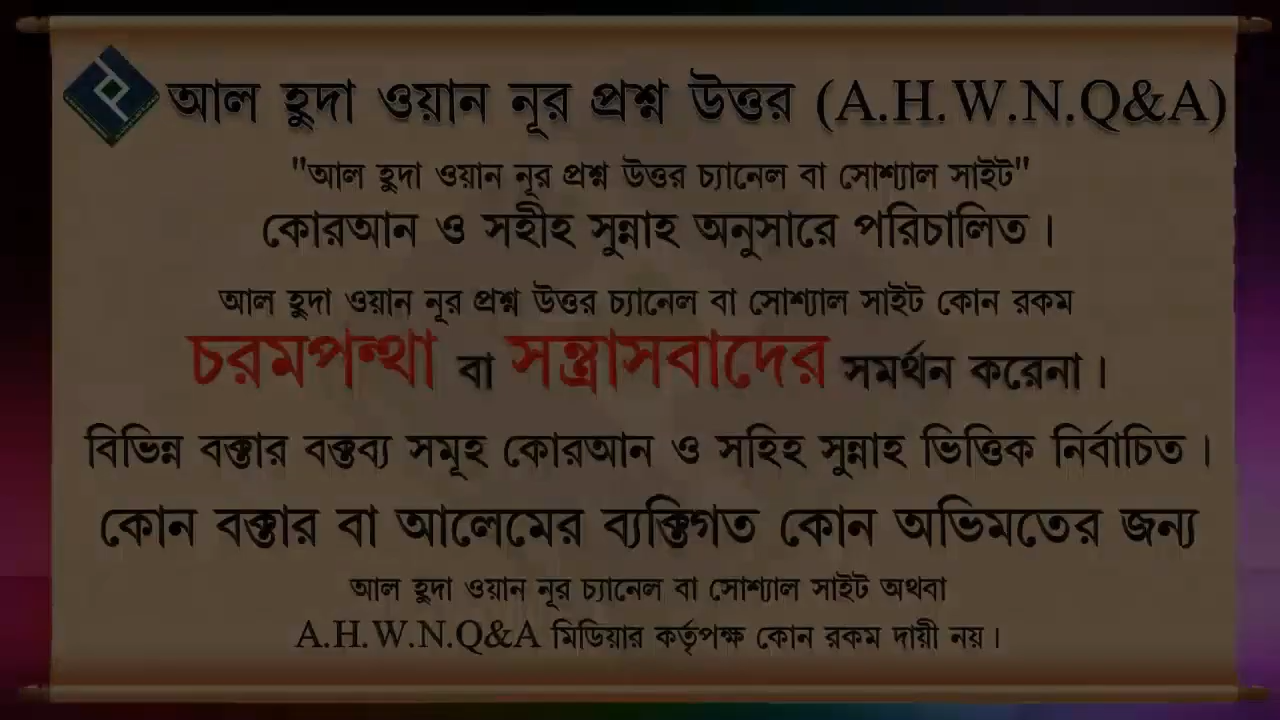 আল হুদা ওয়ান নূর প্রশ্ন উত্তর (A.H.W.N.Q&A)
"আল হুদা ওয়ান নূর প্রশ্ন উত্তর চ্যানেল বা সোশ্যাল সাইট"
কোরআন ও সহীহ সুন্নাহ অনুসারে পরিচালিত।
আল হুদা ওয়ান নূর প্রশ্ন উত্তর চ্যানেল বা সোশ্যাল সাইট কোন রকম
চরমপন্থা বা সন্ত্রাসবাদের সমর্থন করেনা।
বিভিন্ন বক্তার বক্তব্য সমূহ কোরআন ও সহিহ সুন্নাহ ভিত্তিক নির্বাচিত।
কোন বক্তার বা আলেমের ব্যক্তিগত কোন অভিমতের জন্য
আল হুদা ওয়ান নূর চ্যানেল বা সোশ্যাল সাইট অথবা
A.H.W.N.Q&A মিডিয়ার কর্তৃপক্ষ কোন রকম দায়ী নয়।